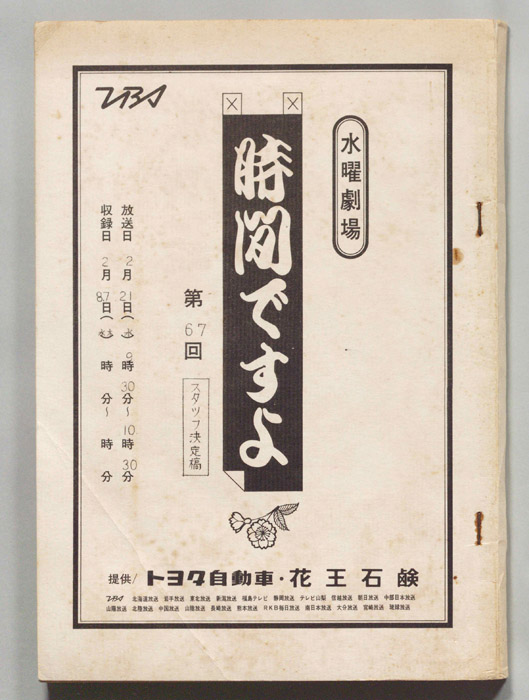 TBS
水曜劇場
時間ですよ
第67回
スタッフ決定稿
放送日 2月21日(水) 9時30分〜10時30分
収録日 2月 日( ) 時 分〜 時 分
提供/トヨタ自動車・花王石鹸
TBS 北海道放送 岩手放送 東北放送 新潟放送 福島テレビ 静岡放送 テレビ山梨 信越放送 朝日放送 中部日本放送
山陽放送 北陸放送 中国放送 山陰放送 長崎放送 熊本放送 RKB毎日放送 南日本放送 大分放送 宮崎放送 琉球放送